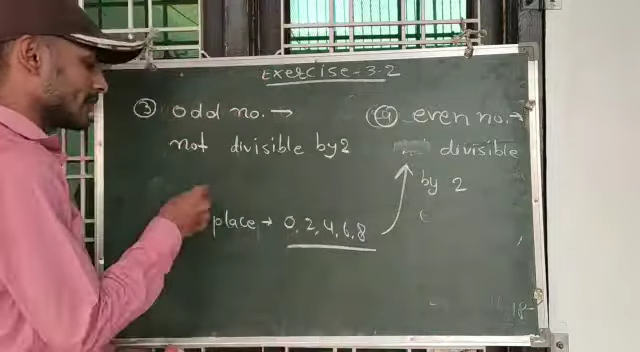 Exercise-3.2
③ odd no. →
not divisible by 2
place → 0, 2, 4, 6, 8
④ even no. →
divisible
by 2